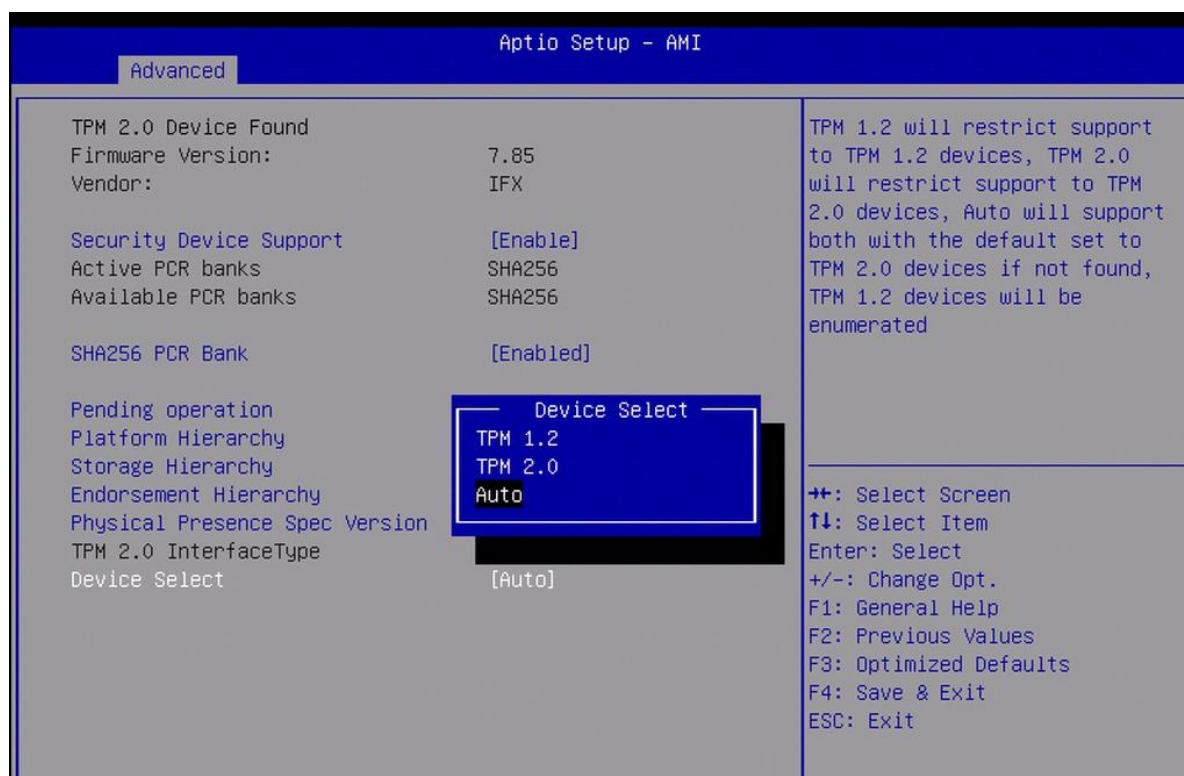 Aptio Setup – AMI
Advanced
TPM 2.0 Device Found
Firmware Version: 7.85
Vendor: IFX
Security Device Support [Enable]
Active PCR banks SHA256
Available PCR banks SHA256
SHA256 PCR Bank [Enabled]
Pending operation
Platform Hierarchy
Storage Hierarchy
Endorsement Hierarchy
Physical Presence Spec Version
TPM 2.0 InterfaceType
Device Select [Auto]
Device Select
TPM 1.2
TPM 2.0
Auto
TPM 1.2 will restrict support
to TPM 1.2 devices, TPM 2.0
will restrict support to TPM
2.0 devices, Auto will support
both with the default set to
TPM 2.0 devices if not found,
TPM 1.2 devices will be
enumerated
→←: Select Screen
↑↓: Select Item
Enter: Select
+/-: Change Opt.
F1: General Help
F2: Previous Values
F3: Optimized Defaults
F4: Save & Exit
ESC: Exit